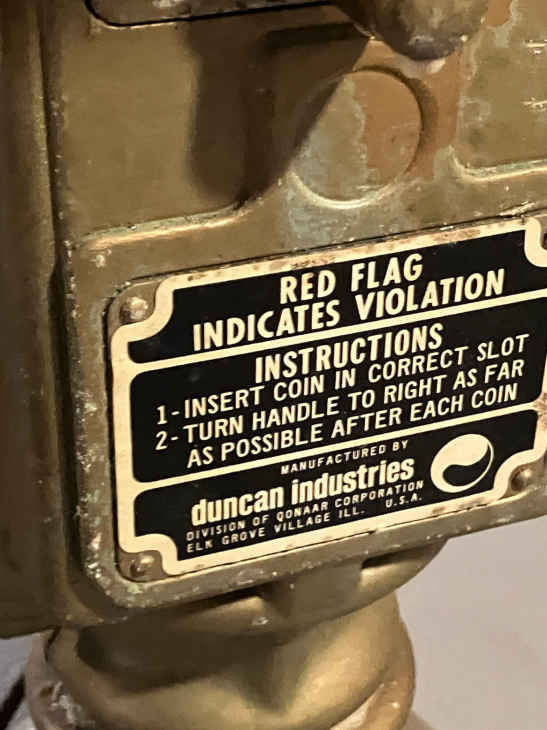 RED FLAG
INDICATES VIOLATION
INSTRUCTIONS
1-INSERT COIN IN CORRECT SLOT
2-TURN HANDLE TO RIGHT AS FAR
AS POSSIBLE AFTER EACH COIN
MANUFACTURED BY
duncan industries
DIVISION OF QONAAR CORPORATION
ELK GROVE VILLAGE ILL. U.S.A.